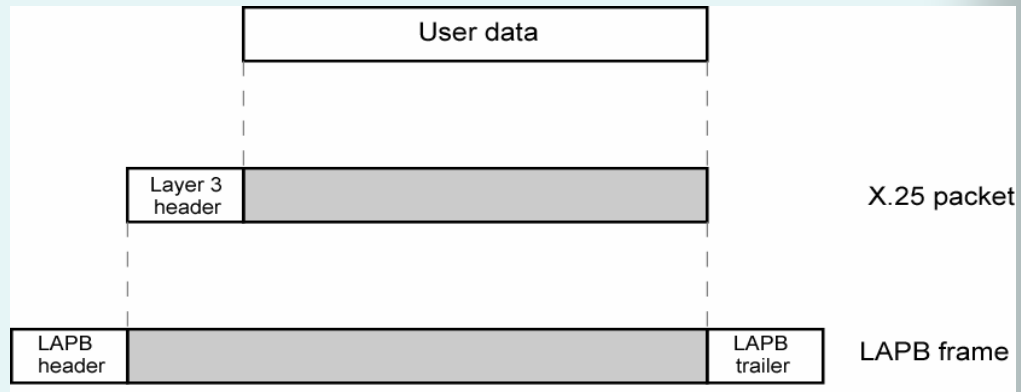 User data
Layer 3
header
X.25 packet
LAPB
header
LAPB
trailer
LAPB frame